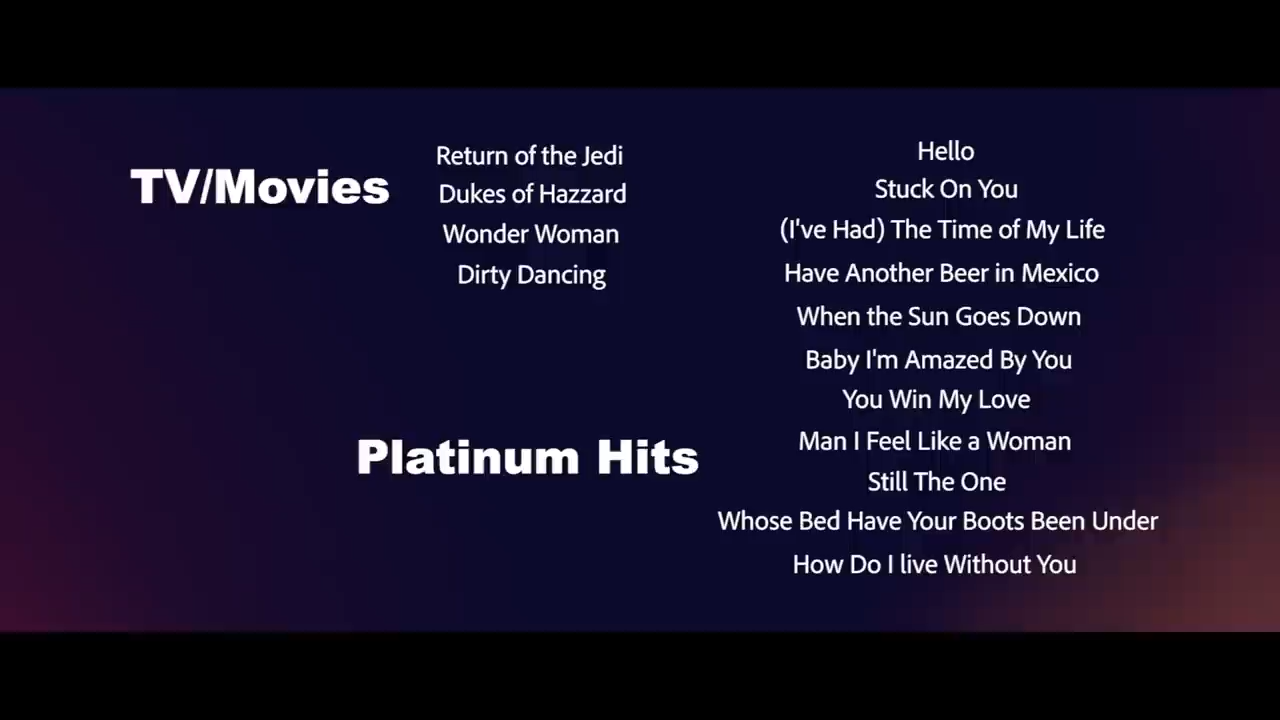 TV/Movies
Return of the Jedi
Dukes of Hazzard
Wonder Woman
Dirty Dancing
Platinum Hits
Hello
Stuck On You
(I've Had) The Time of My Life
Have Another Beer in Mexico
When the Sun Goes Down
Baby I'm Amazed By You
You Win My Love
Man I Feel Like a Woman
Still The One
Whose Bed Have Your Boots Been Under
How Do I live Without You